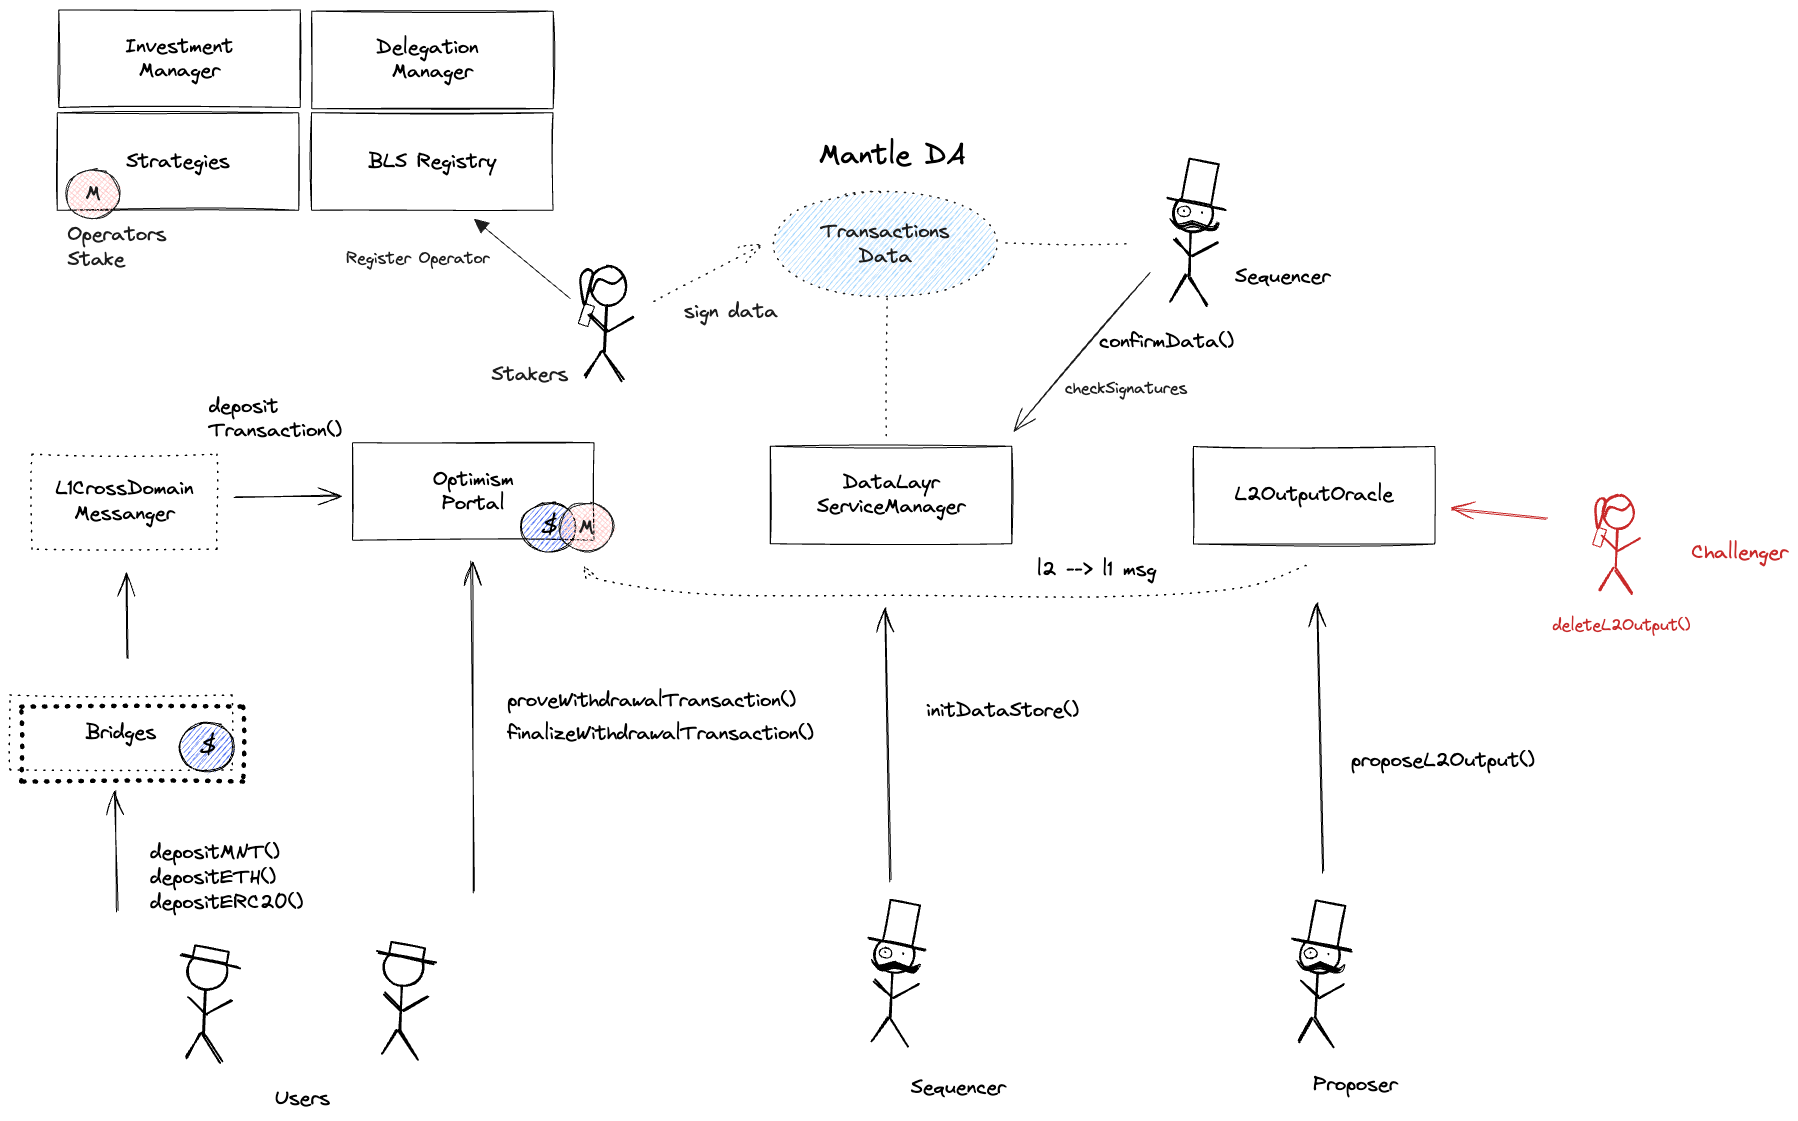 Investment
Manager
Delegation
Manager
Strategies
M
BLS Registry
Operators
Stake
Register Operator
Stakers
sign data
Mantle DA
Transactions
Data
Sequencer
confirmData()
checkSignatures
deposit
Transaction()
L1CrossDomain
Messanger
Optimism
Portal
$
M
DataLayr
ServiceManager
L2OutputOracle
Challenger
deleteL2Output()
l2 --> l1 msg
Bridges
$
proveWithdrawalTransaction()
finalizeWithdrawalTransaction()
initDataStore()
proposeL2Output()
depositMNT()
depositETH()
depositERC20()
Users
Sequencer
Proposer